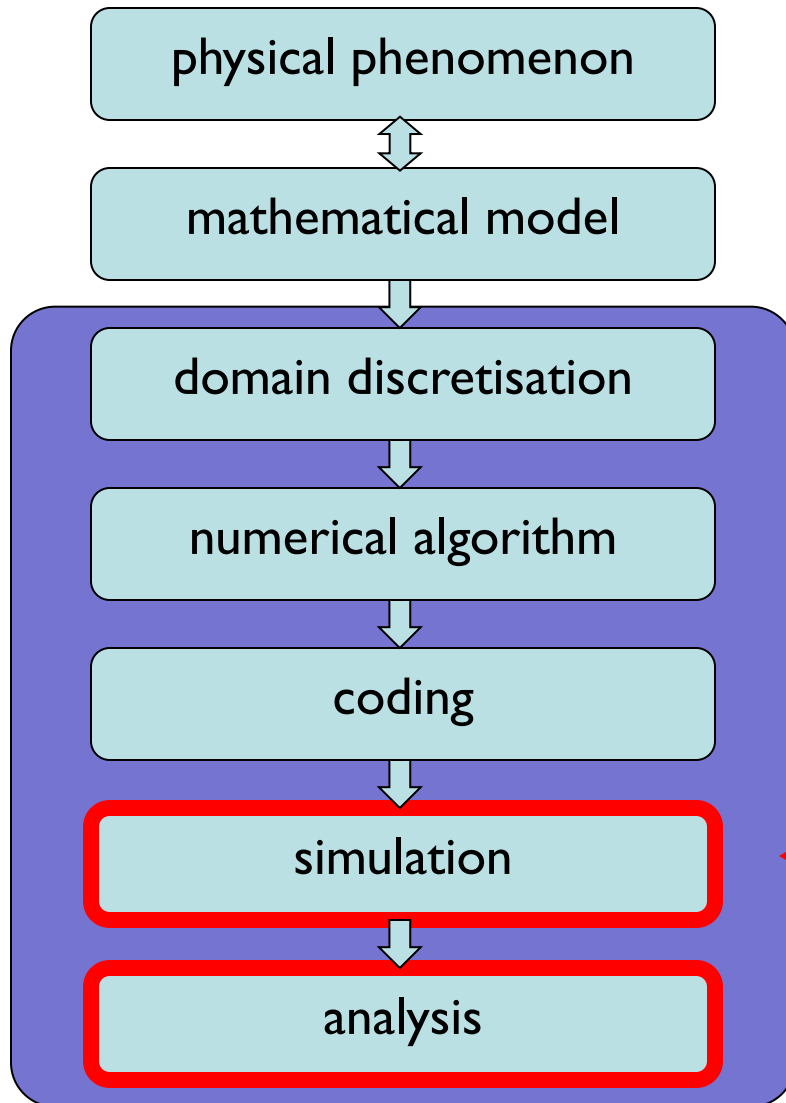 physical phenomenon
mathematical model
domain discretisation
numerical algorithm
coding
simulation
analysis